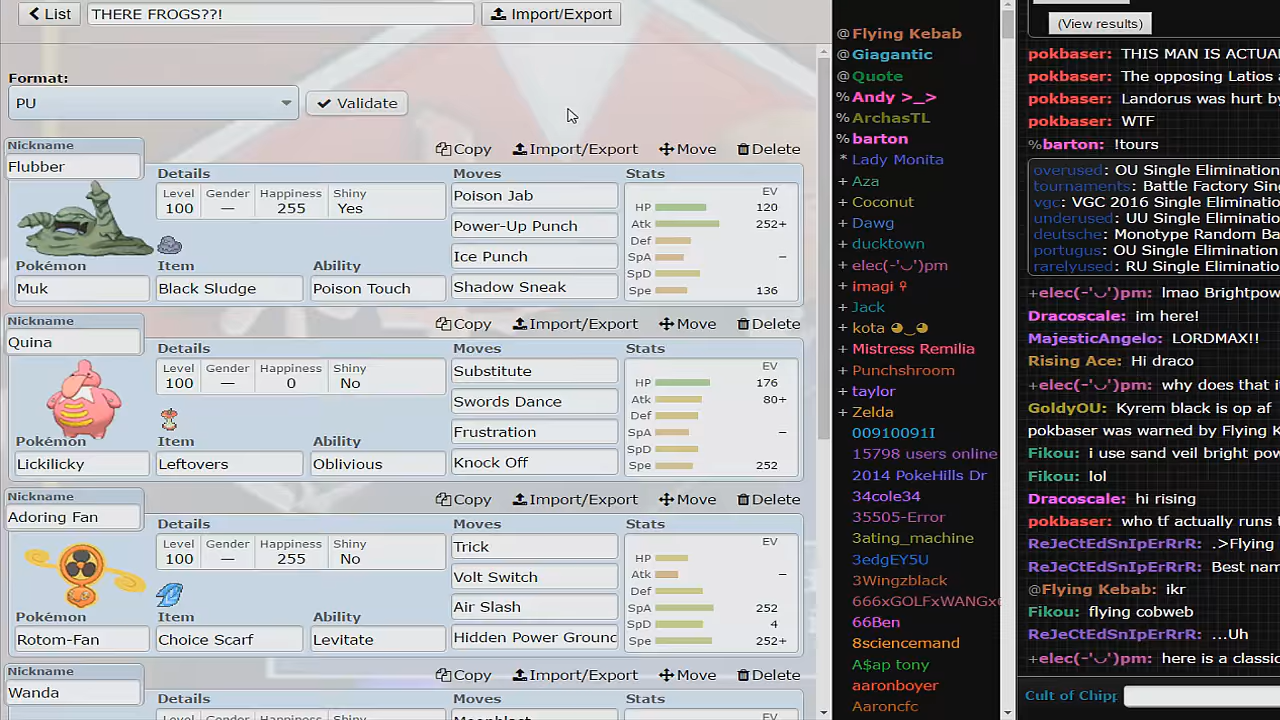 List
THERE FROGS??!
Import/Export
Format:
PU
Validate
Copy Import/Export Move Delete
Nickname
Flubber
Details
Level Gender Happiness Shiny
100 — 255 Yes
Pokémon Item Ability
Muk Black Sludge Poison Touch
Moves
Poison Jab
Power-Up Punch
Ice Punch
Shadow Sneak
Stats
EV
HP 120
Atk 252+
Def
SpA –
SpD
Spe 136
Copy Import/Export Move Delete
Nickname
Quina
Details
Level Gender Happiness Shiny
100 — 0 No
Pokémon Item Ability
Lickilicky Leftovers Oblivious
Moves
Substitute
Swords Dance
Frustration
Knock Off
Stats
EV
HP 176
Atk 80+
Def
SpA –
SpD
Spe 252
Copy Import/Export Move Delete
Nickname
Adoring Fan
Details
Level Gender Happiness Shiny
100 — 255 No
Pokémon Item Ability
Rotom-Fan Choice Scarf Levitate
Moves
Trick
Volt Switch
Air Slash
Hidden Power Ground
Stats
EV
HP
Atk –
Def
SpA 252
SpD 4
Spe 252+
Copy Import/Export Move Delete
Nickname
Wanda
Details
Moves
Stats
@ Flying Kebab
@ Giagantic
@ Quote
% Andy >_>
% ArchasTL
% barton
* Lady Monita
+ Aza
+ Coconut
+ Dawg
+ ducktown
+ elec(-'◡')pm
+ imagi ♀
+ Jack
+ kota ◕‿◕
+ Mistress Remilia
+ Punchshroom
+ taylor
+ Zelda
00910091I
15798 users online
2014 PokeHills Dr
34cole34
35505-Error
3ating_machine
3edgEY5U
3Wingzblack
666xGOLFxWANGx
66Ben
8sciencemand
A$ap tony
aaronboyer
Aaroncfc
(View results)
pokbaser: THIS MAN IS ACTUA
pokbaser: The opposing Latios a
pokbaser: Landorus was hurt by
pokbaser: WTF
%barton: !tours
overused: OU Single Elimination
tournaments: Battle Factory Sin
vgc: VGC 2016 Single Eliminatio
underused: UU Single Eliminatio
deutsche: Monotype Random Ba
portugus: OU Single Elimination
rarelyused: RU Single Eliminatio
+elec(-'◡')pm: lmao Brightpow
Dracoscale: im here!
MajesticAngelo: LORDMAX!!
Rising Ace: Hi draco
+elec(-'◡')pm: why does that i
GoldyOU: Kyrem black is op af
pokbaser was warned by Flying K
Fikou: i use sand veil bright pow
Fikou: lol
Dracoscale: hi rising
pokbaser: who tf actually runs t
ReJeCtEdSnIpErRrR: .>Flying
ReJeCtEdSnIpErRrR: Best nam
@Flying Kebab: ikr
Fikou: flying cobweb
ReJeCtEdSnIpErRrR: ...Uh
+elec(-'◡')pm: here is a classic
Cult of Chipp